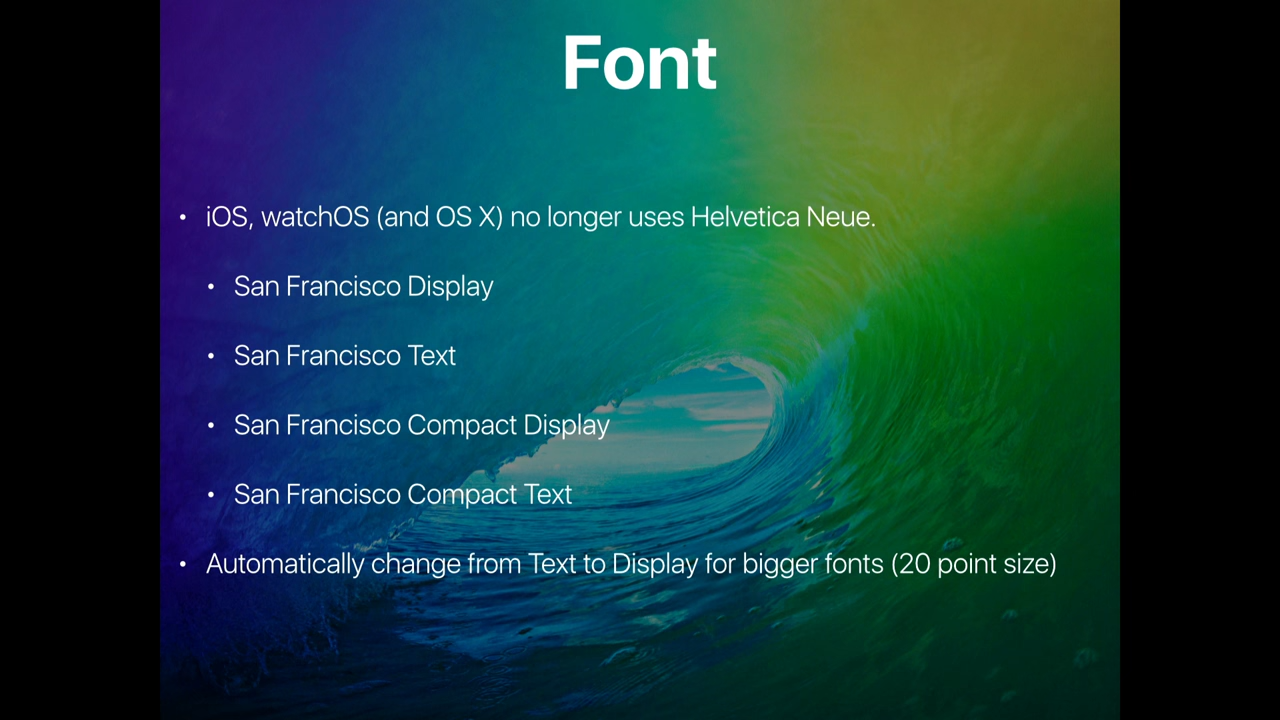 Font
• iOS, watchOS (and OS X) no longer uses Helvetica Neue.
• San Francisco Display
• San Francisco Text
• San Francisco Compact Display
• San Francisco Compact Text
• Automatically change from Text to Display for bigger fonts (20 point size)